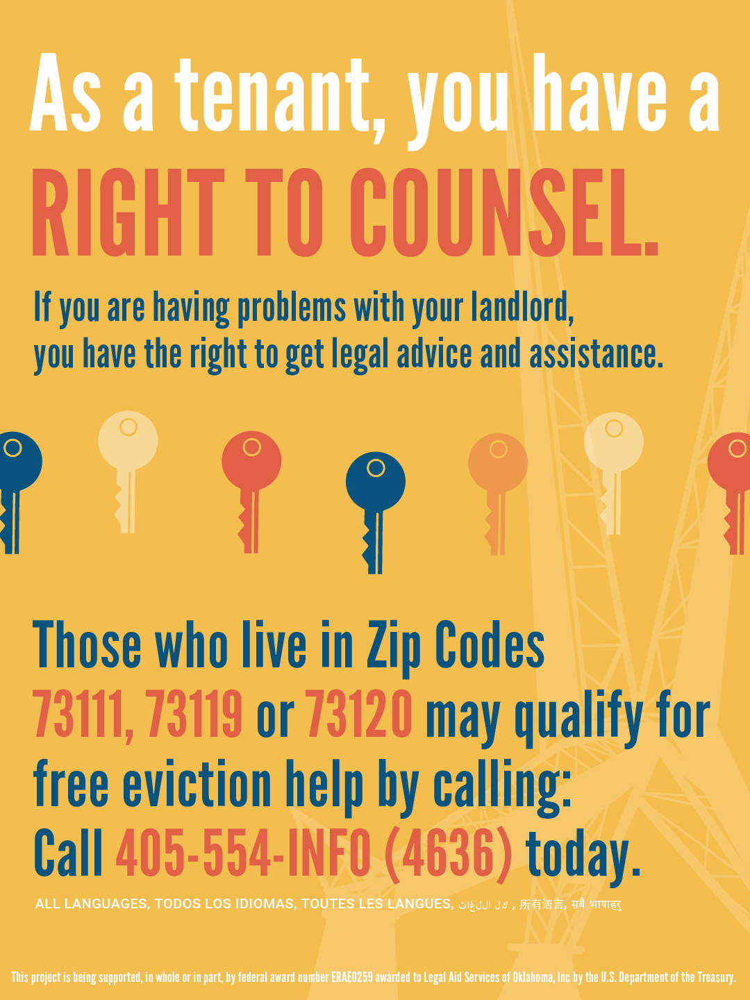 As a tenant, you have a
RIGHT TO COUNSEL.
If you are having problems with your landlord,
you have the right to get legal advice and assistance.
Those who live in Zip Codes
73111, 73119 or 73120 may qualify for
free eviction help by calling:
Call 405-554-INFO (4636) today.
ALL LANGUAGES, TODOS LOS IDIOMAS, TOUTES LES LANGUES, كل اللغات , 所有语言, सबै भाषाहरु
This project is being supported, in whole or in part, by federal award number ERAE0259 awarded to Legal Aid Services of Oklahoma, Inc by the U.S. Department of the Treasury.